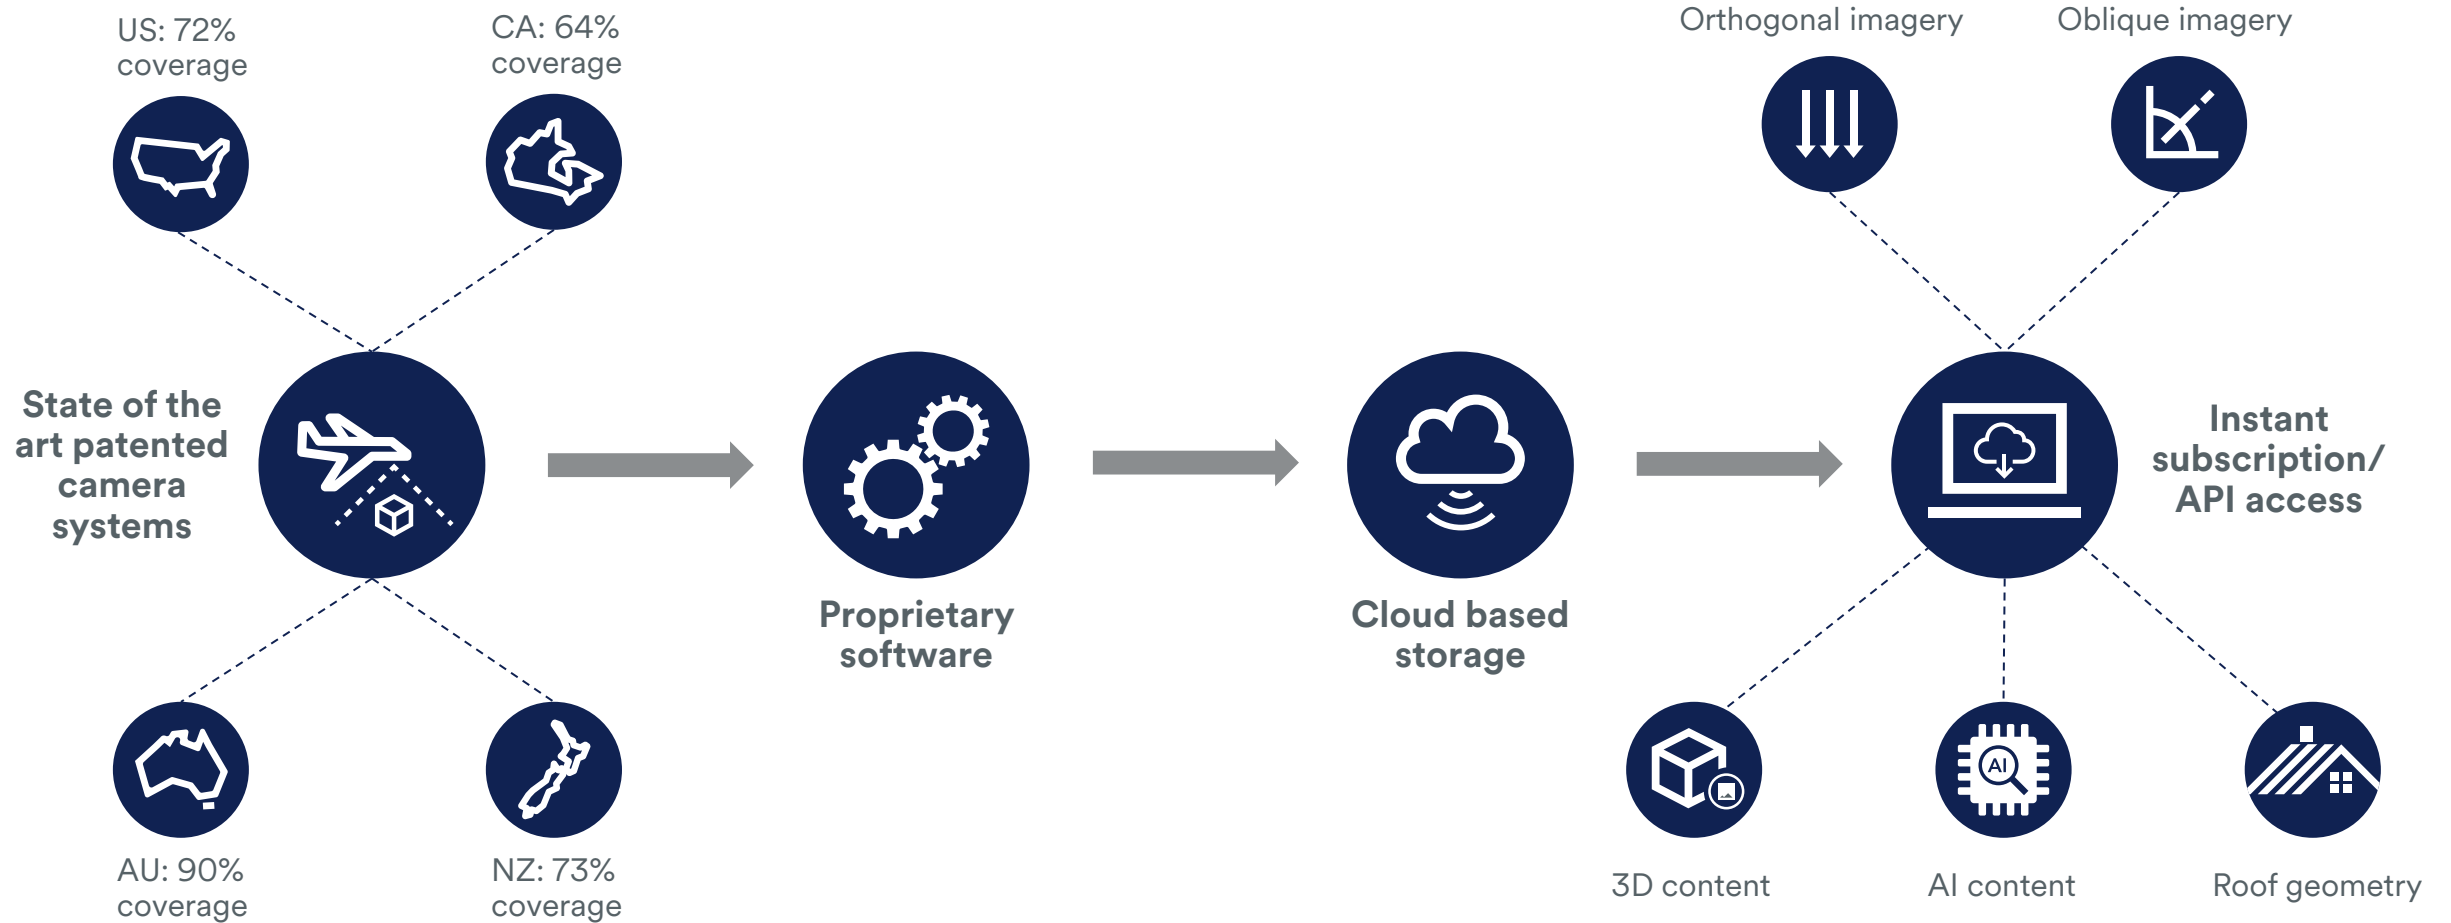 US: 72%
coverage
CA: 64%
coverage
Orthogonal imagery
Oblique imagery
State of the
art patented
camera
systems
Proprietary
software
Cloud based
storage
Instant
subscription/
API access
AU: 90%
coverage
NZ: 73%
coverage
3D content
AI
AI content
Roof geometry